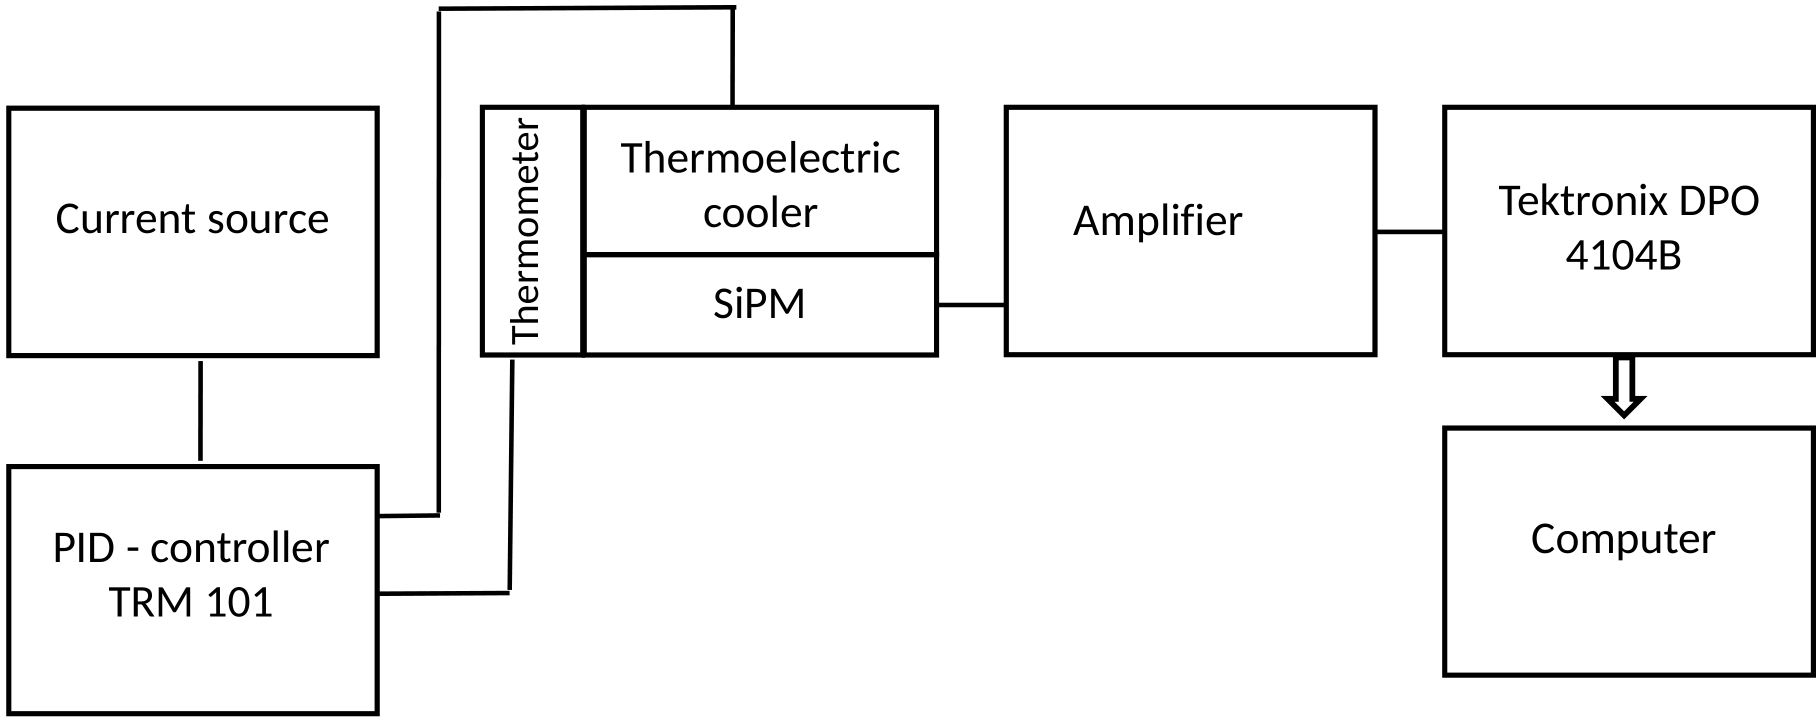 Current source
Thermometer
Thermoelectric
cooler
SiPM
Amplifier
Tektronix DPO
4104B
PID - controller
TRM 101
Computer